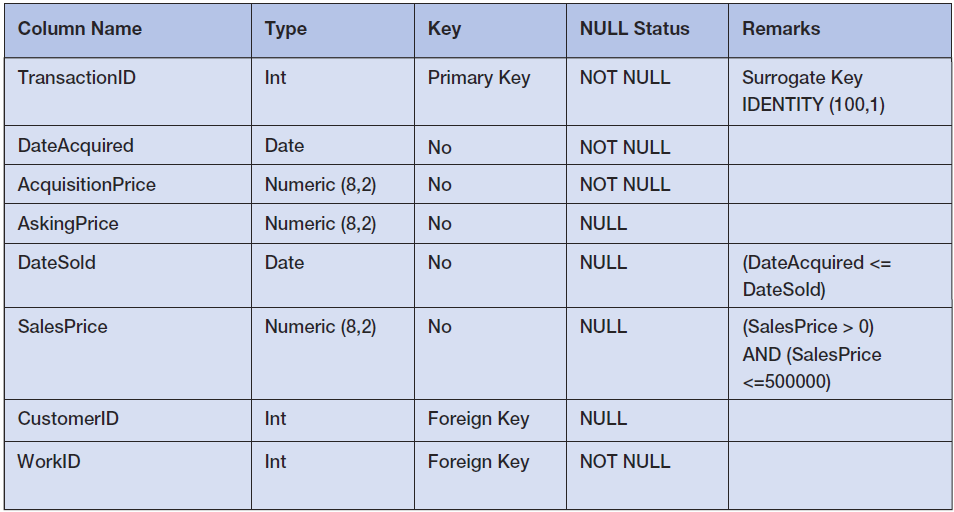 Column Name Type Key NULL Status Remarks
TransactionID Int Primary Key NOT NULL Surrogate Key
IDENTITY (100,1)
DateAcquired Date No NOT NULL
AcquisitionPrice Numeric (8,2) No NOT NULL
AskingPrice Numeric (8,2) No NULL
DateSold Date No NULL (DateAcquired <=
DateSold)
SalesPrice Numeric (8,2) No NULL (SalesPrice > 0)
AND (SalesPrice
<=500000)
CustomerID Int Foreign Key NULL
WorkID Int Foreign Key NOT NULL